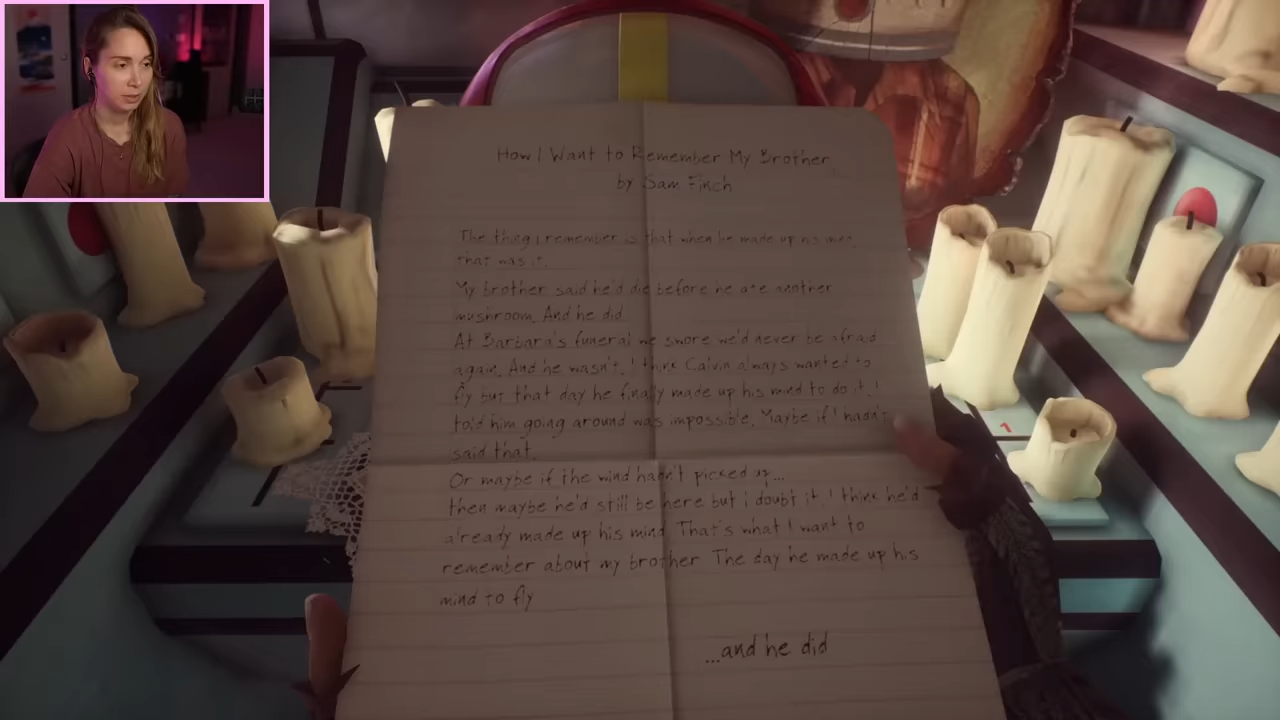 How I Want to Remember My Brother
by Sam Finch
The thing i remember is that when he made up his mind
that was it.
My brother said he'd die before he ate another
mushroom. And he did
At Barbara's funeral we swore we'd never be afraid
again. And he wasn't. I think Calvin always wanted to
fly but that day he finally made up his mind to do it. I
told him going around was impossible. Maybe if I hadn't
said that.
Or maybe if the wind hadn't picked up...
then maybe he'd still be here but i doubt it. I think he'd
already made up his mind. That's what I want to
remember about my brother. The day he made up his
mind to fly
...and he did